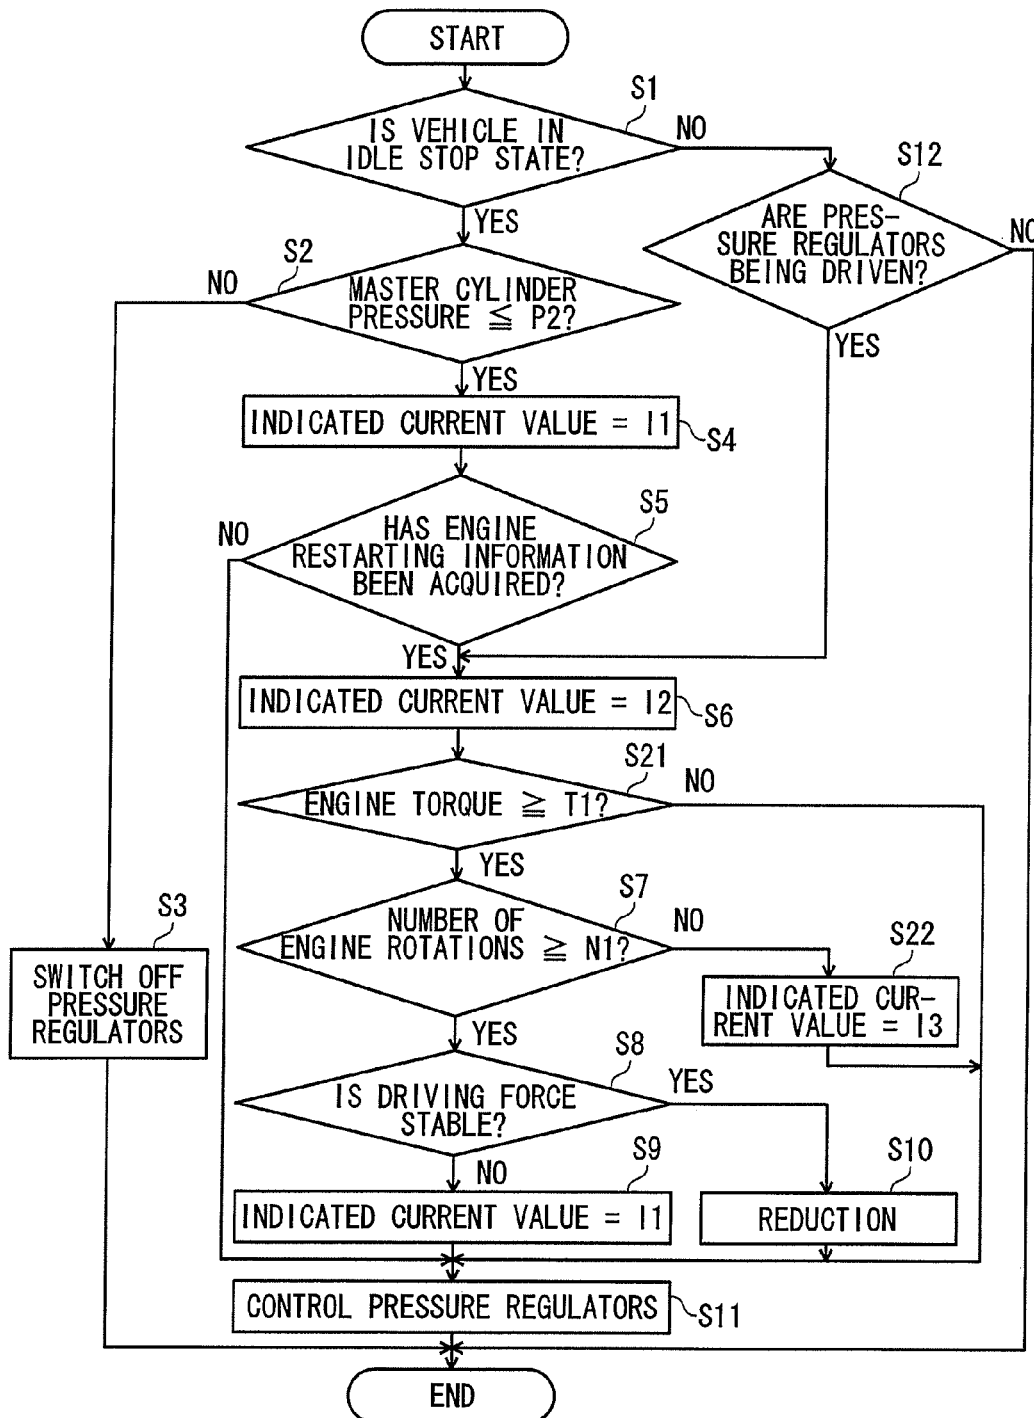 START
S1
IS VEHICLE IN
IDLE STOP STATE?
NO
YES
S12
ARE PRES-
SURE REGULATORS
BEING DRIVEN?
NO
YES
S2
NO
MASTER CYLINDER
PRESSURE ≦ P2?
YES
INDICATED CURRENT VALUE = I1
S4
S5
NO
HAS ENGINE
RESTARTING INFORMATION
BEEN ACQUIRED?
YES
INDICATED CURRENT VALUE = I2
S6
S21
ENGINE TORQUE ≧ T1?
NO
YES
S7
NUMBER OF
ENGINE ROTATIONS ≧ N1?
NO
YES
S3
SWITCH OFF
PRESSURE
REGULATORS
S22
INDICATED CUR-
RENT VALUE = I3
S8
IS DRIVING FORCE
STABLE?
YES
NO
S9
INDICATED CURRENT VALUE = I1
S10
REDUCTION
CONTROL PRESSURE REGULATORS
S11
END